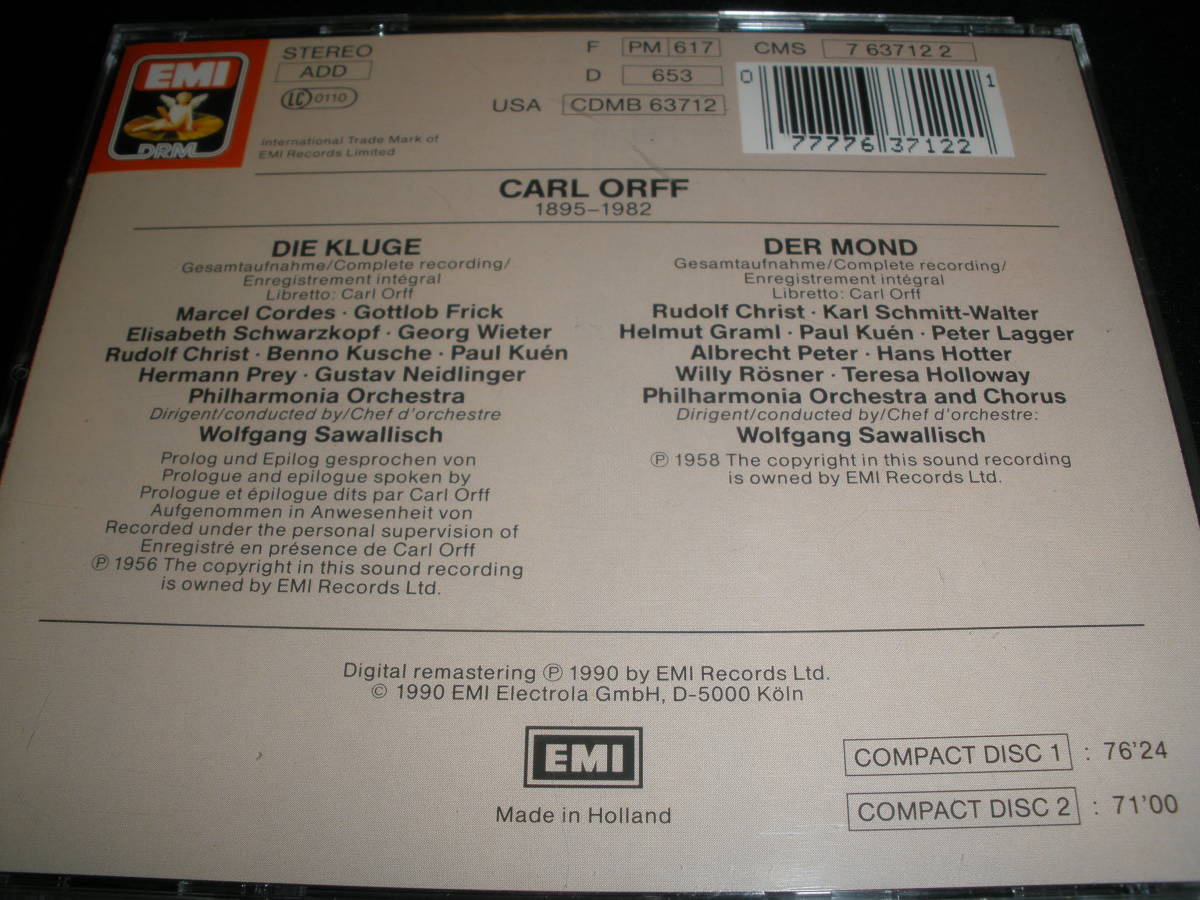 EMI
DRM
STEREO
ADD
LC 0110
International Trade Mark of
EMI Records Limited
F PM 617
D 653
USA CDMB 63712
CMS 7 63712 2
0 77776 37122 1
CARL ORFF
1895–1982
DIE KLUGE
Gesamtaufnahme/Complete recording/
Enregistrement intégral
Libretto: Carl Orff
Marcel Cordes · Gottlob Frick
Elisabeth Schwarzkopf · Georg Wieter
Rudolf Christ · Benno Kusche · Paul Kuén
Hermann Prey · Gustav Neidlinger
Philharmonia Orchestra
Dirigent/conducted by/Chef d'orchestre
Wolfgang Sawallisch
Prolog und Epilog gesprochen von
Prologue and epilogue spoken by
Prologue et épilogue dits par Carl Orff
Aufgenommen in Anwesenheit von
Recorded under the personal supervision of
Enregistré en présence de Carl Orff
℗ 1956 The copyright in this sound recording
is owned by EMI Records Ltd.
DER MOND
Gesamtaufnahme/Complete recording/
Enregistrement intégral
Libretto: Carl Orff
Rudolf Christ · Karl Schmitt-Walter
Helmut Graml · Paul Kuén · Peter Lagger
Albrecht Peter · Hans Hotter
Willy Rösner · Teresa Holloway
Philharmonia Orchestra and Chorus
Dirigent/conducted by/Chef d'orchestre:
Wolfgang Sawallisch
℗ 1958 The copyright in this sound recording
is owned by EMI Records Ltd.
Digital remastering ℗ 1990 by EMI Records Ltd.
© 1990 EMI Electrola GmbH, D-5000 Köln
EMI
Made in Holland
COMPACT DISC 1 : 76'24
COMPACT DISC 2 : 71'00